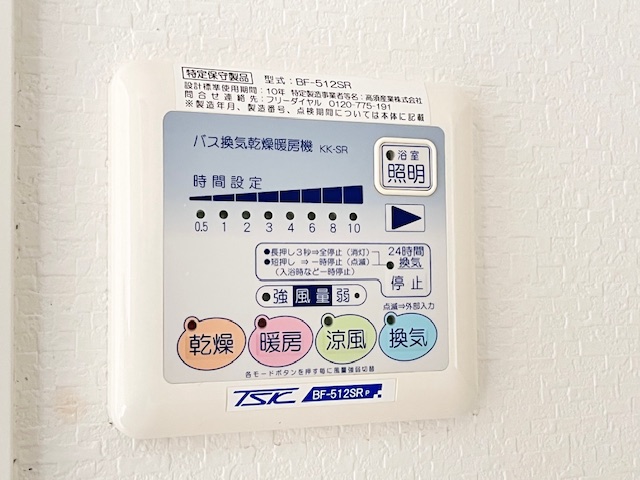 特定保守製品 型式：BF-512SR
設計標準使用期間：10年 特定製造事業者等名：高須産業株式会社
問合せ連絡先：フリーダイヤル 0120-775-191
※製造年月、製造番号、点検期間については本体に記載
バス換気乾燥暖房機 KK-SR
浴室
照明
時間設定
0.5 1 2 3 4 6 8 10
●長押し3秒⇒全停止（消灯）
●短押し ⇒一時停止（点滅）
（入浴時など一時停止）
24時間
換気
停止
強 風量 弱
点滅⇒外部入力
乾燥 暖房 涼風 換気
各モードボタンを押す毎に風量強弱切替
TSK BF-512SR P